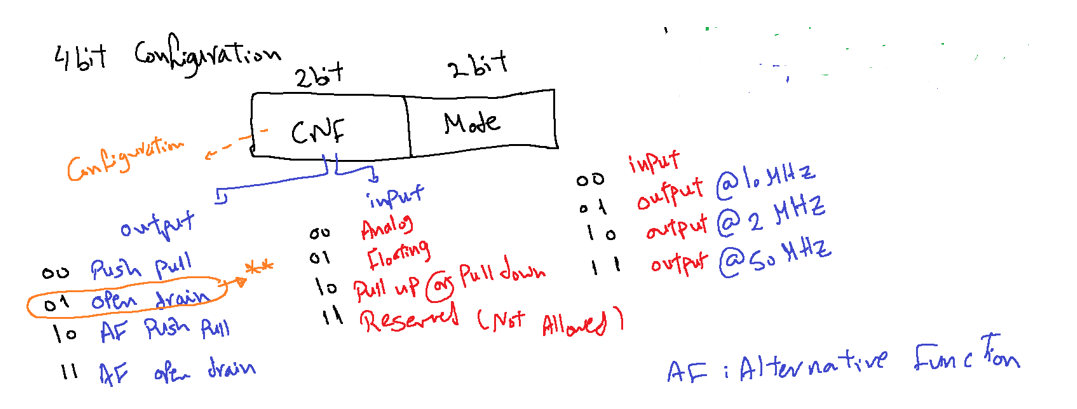 4 bit Configuration
2bit 2bit
CNF Mode
Configuration
output
00 Push pull
01 open drain **
10 AF Push Pull
11 AF open drain
input
00 Analog
01 Floating
10 Pull up or Pull down
11 Reserved (Not Allowed)
00 input
01 output @10 MHz
10 output @ 2 MHz
11 output @50 MHz
AF : Alternative Function